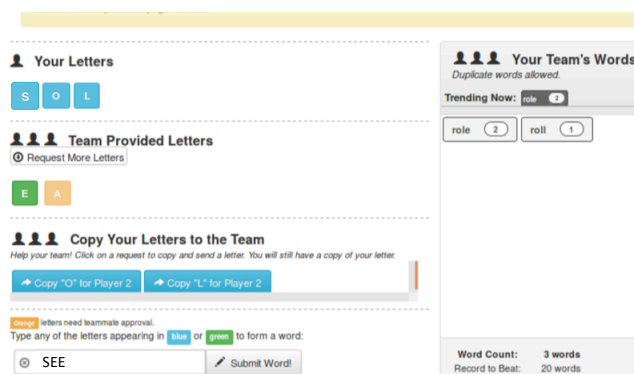 Your Letters
S O L
Team Provided Letters
Request More Letters
E A
Copy Your Letters to the Team
Help your team! Click on a request to copy and send a letter. You will still have a copy of your letter.
Copy "O" for Player 2 Copy "L" for Player 2
Orange letters need teammate approval.
Type any of the letters appearing in blue or green to form a word:
SEE Submit Word!
Your Team's Words
Duplicate words allowed.
Trending Now: role 2
role 2 roll 1
Word Count: 3 words
Record to Beat: 20 words